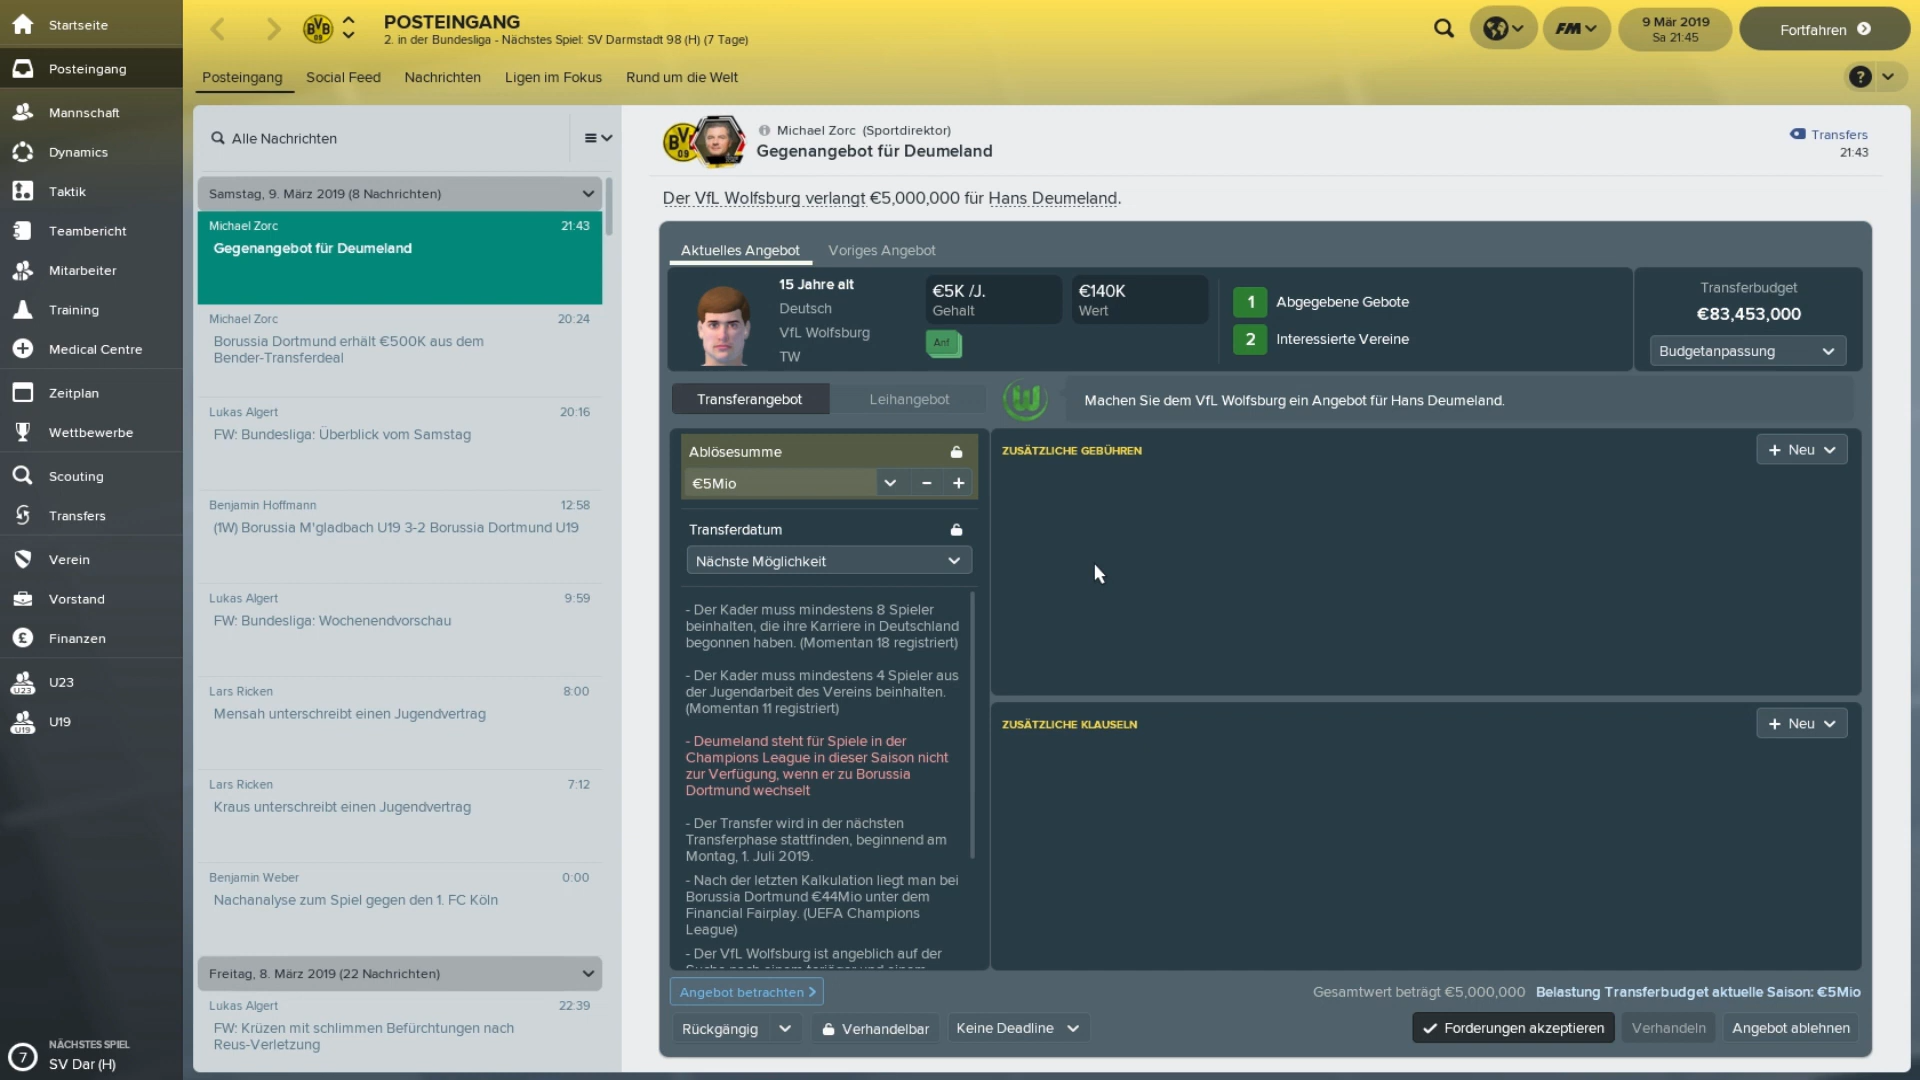 Startseite
Posteingang
Mannschaft
Dynamics
Taktik
Teambericht
Mitarbeiter
Training
Medical Centre
Zeitplan
Wettbewerbe
Scouting
Transfers
Verein
Vorstand
Finanzen
U23
U23
U19
U19
7
NÄCHSTES SPIEL
SV Dar (H)
BVB 09
POSTEINGANG
2. in der Bundesliga - Nächstes Spiel: SV Darmstadt 98 (H) (7 Tage)
FM
9 Mär 2019
Sa 21:45
Fortfahren
Posteingang
Social Feed
Nachrichten
Ligen im Fokus
Rund um die Welt
?
Alle Nachrichten
Samstag, 9. März 2019 (8 Nachrichten)
Michael Zorc 21:43
Gegenangebot für Deumeland
Michael Zorc 20:24
Borussia Dortmund erhält €500K aus dem
Bender-Transferdeal
Lukas Algert 20:16
FW: Bundesliga: Überblick vom Samstag
Benjamin Hoffmann 12:58
(1W) Borussia M'gladbach U19 3-2 Borussia Dortmund U19
Lukas Algert 9:59
FW: Bundesliga: Wochenendvorschau
Lars Ricken 8:00
Mensah unterschreibt einen Jugendvertrag
Lars Ricken 7:12
Kraus unterschreibt einen Jugendvertrag
Benjamin Weber 0:00
Nachanalyse zum Spiel gegen den 1. FC Köln
Freitag, 8. März 2019 (22 Nachrichten)
Lukas Algert 22:39
FW: Krüzen mit schlimmen Befürchtungen nach
Reus-Verletzung
Michael Zorc (Sportdirektor)
Gegenangebot für Deumeland
Transfers
21:43
Der VfL Wolfsburg verlangt €5,000,000 für Hans Deumeland.
Aktuelles Angebot
Voriges Angebot
15 Jahre alt
Deutsch
VfL Wolfsburg
TW
€5K /J.
Gehalt
Anf
€140K
Wert
1 Abgegebene Gebote
2 Interessierte Vereine
Transferbudget
€83,453,000
Budgetanpassung
Transferangebot
Leihangebot
Machen Sie dem VfL Wolfsburg ein Angebot für Hans Deumeland.
Ablösesumme
€5Mio
Transferdatum
Nächste Möglichkeit
- Der Kader muss mindestens 8 Spieler
beinhalten, die ihre Karriere in Deutschland
begonnen haben. (Momentan 18 registriert)
- Der Kader muss mindestens 4 Spieler aus
der Jugendarbeit des Vereins beinhalten.
(Momentan 11 registriert)
- Deumeland steht für Spiele in der
Champions League in dieser Saison nicht
zur Verfügung, wenn er zu Borussia
Dortmund wechselt
- Der Transfer wird in der nächsten
Transferphase stattfinden, beginnend am
Montag, 1. Juli 2019.
- Nach der letzten Kalkulation liegt man bei
Borussia Dortmund €44Mio unter dem
Financial Fairplay. (UEFA Champions
League)
- Der VfL Wolfsburg ist angeblich auf der
ZUSÄTZLICHE GEBÜHREN
+ Neu
ZUSÄTZLICHE KLAUSELN
+ Neu
Angebot betrachten >
Gesamtwert beträgt €5,000,000 Belastung Transferbudget aktuelle Saison: €5Mio
Rückgängig
Verhandelbar
Keine Deadline
Forderungen akzeptieren
Verhandeln
Angebot ablehnen